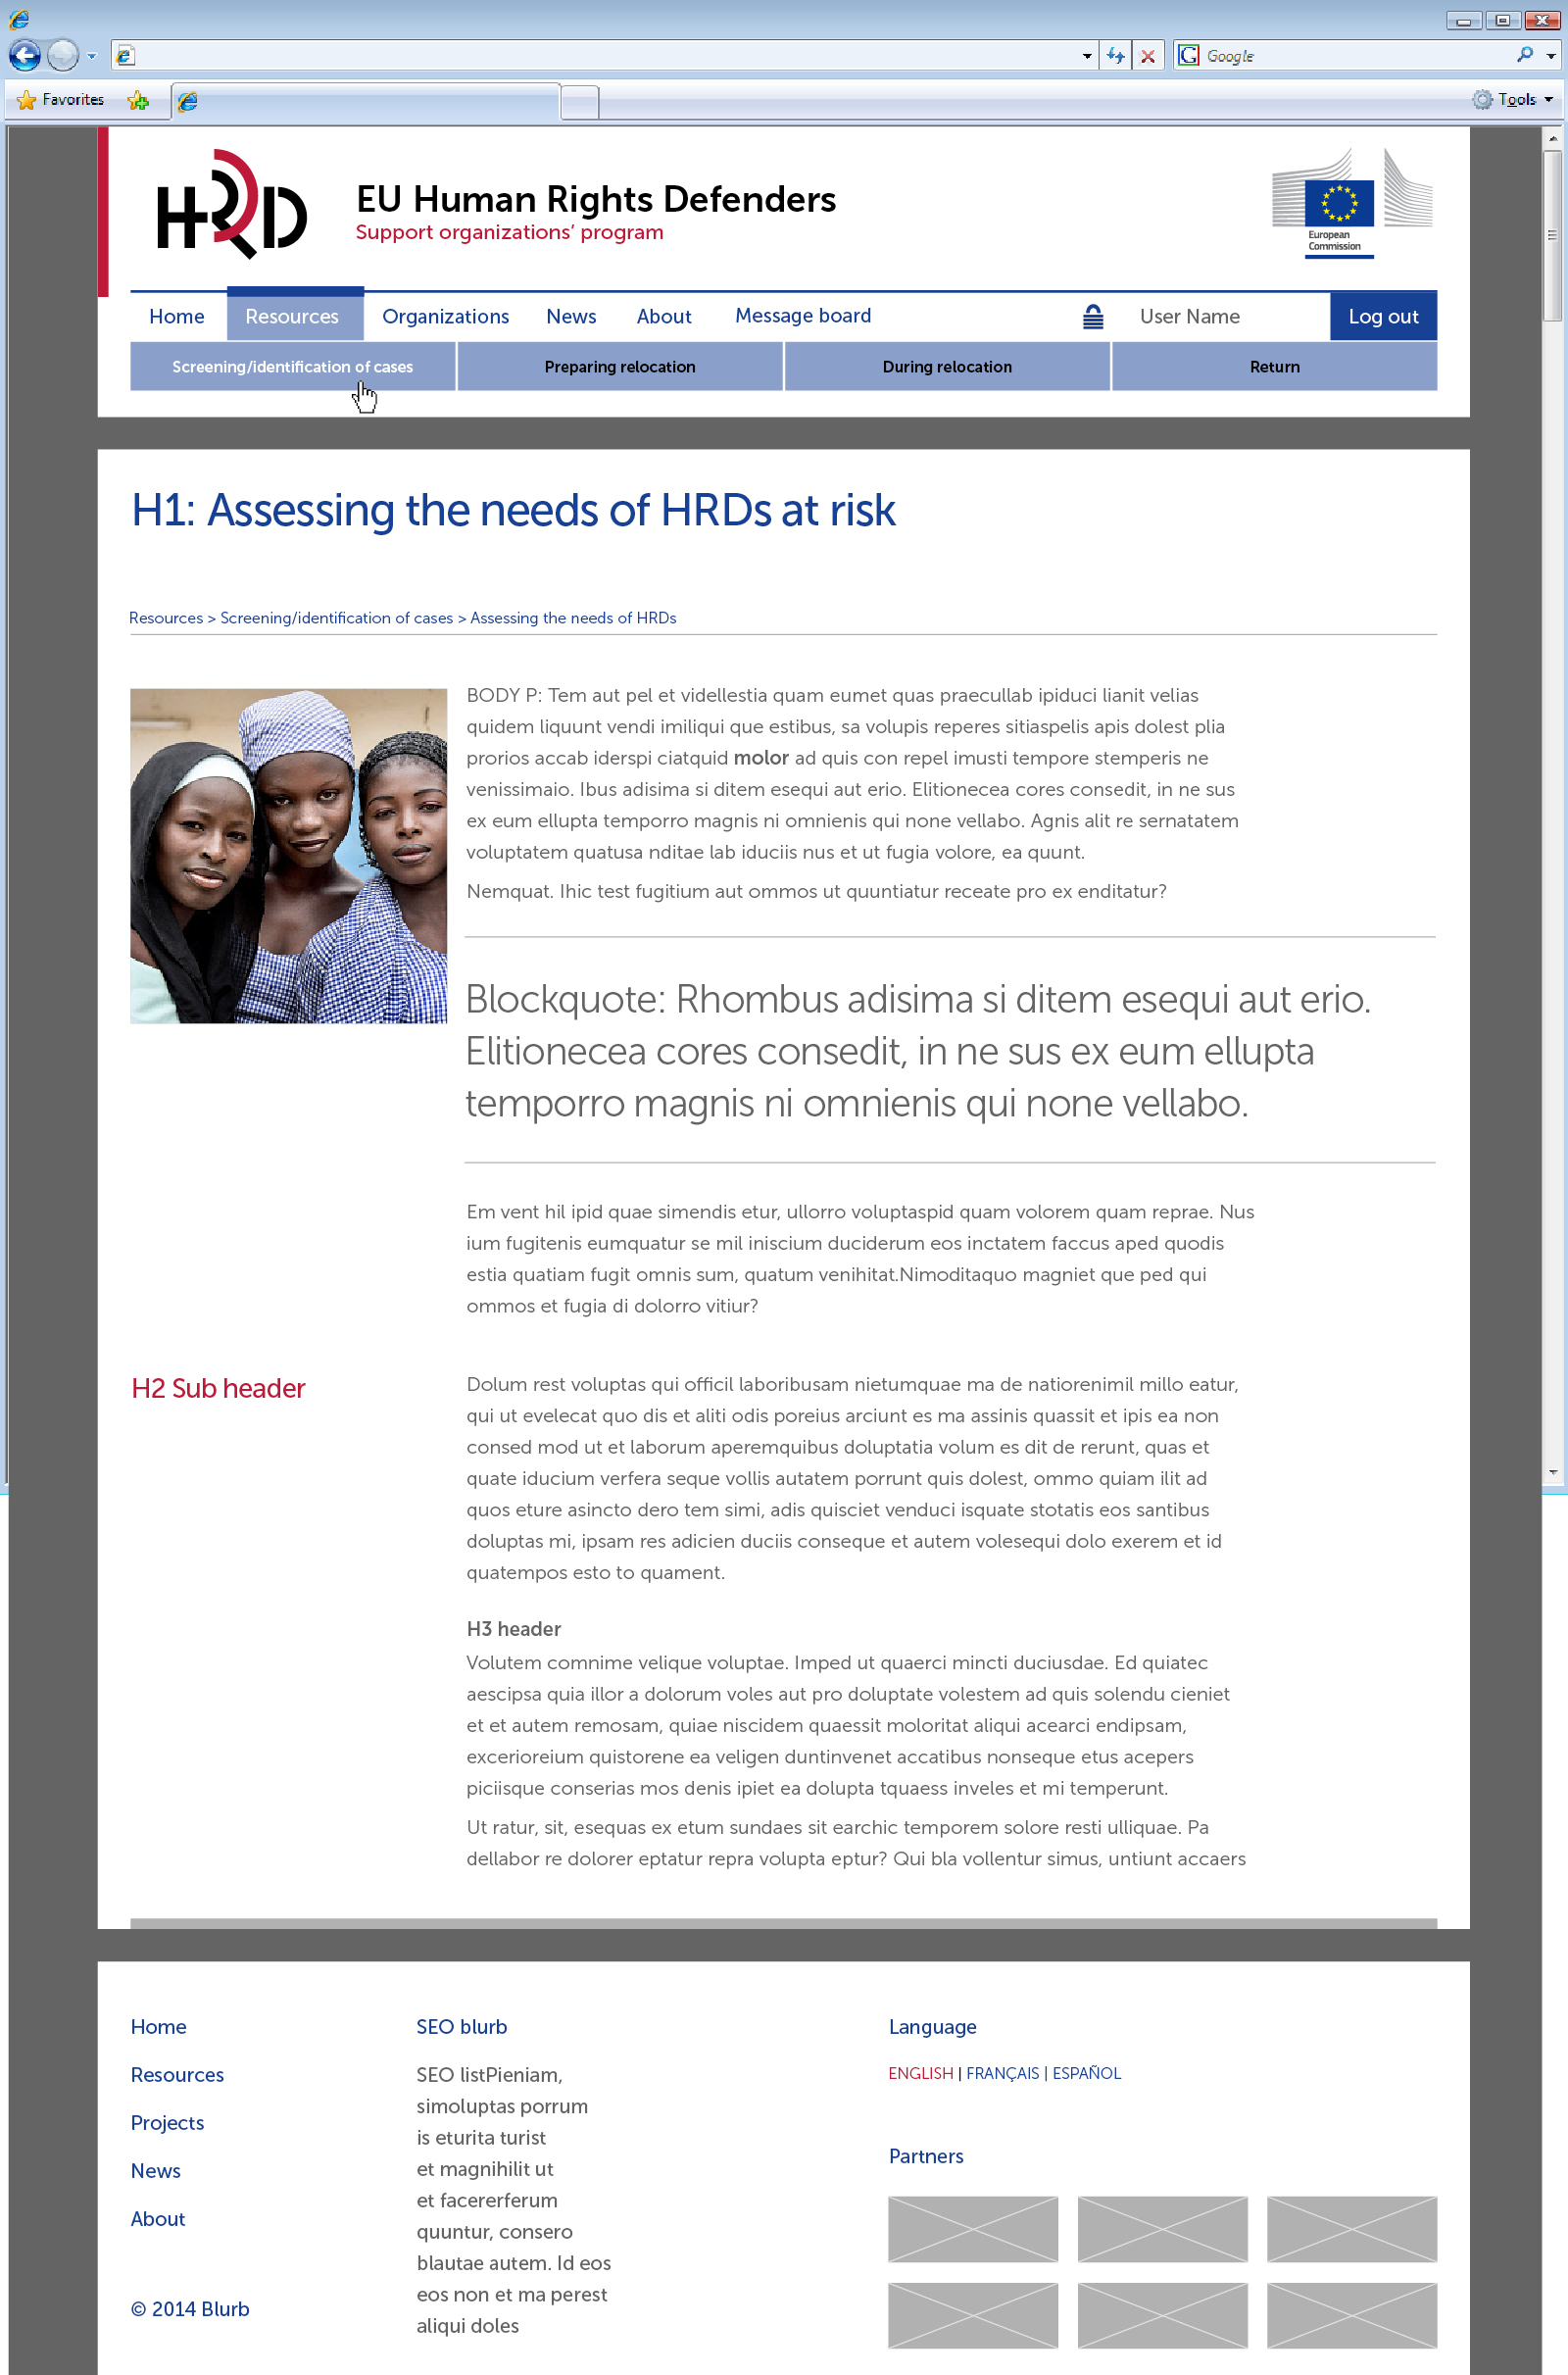 Google
Favorites
Tools
HRD
EU Human Rights Defenders
Support organizations' program
European
Commission
Home Resources Organizations News About Message board User Name Log out
Screening/identification of cases Preparing relocation During relocation Return
H1: Assessing the needs of HRDs at risk
Resources > Screening/identification of cases > Assessing the needs of HRDs
BODY P: Tem aut pel et videllestia quam eumet quas praecullab ipiduci lianit velias
quidem liquunt vendi imiliqui que estibus, sa volupis reperes sitiaspelis apis dolest plia
prorios accab iderspi ciatquid molor ad quis con repel imusti tempore stemperis ne
venissimaio. Ibus adisima si ditem esequi aut erio. Elitionecea cores consedit, in ne sus
ex eum ellupta temporro magnis ni omnienis qui none vellabo. Agnis alit re sernatatem
voluptatem quatusa nditae lab iduciis nus et ut fugia volore, ea quunt.
Nemquat. Ihic test fugitium aut ommos ut quuntiatur receate pro ex enditatur?
Blockquote: Rhombus adisima si ditem esequi aut erio.
Elitionecea cores consedit, in ne sus ex eum ellupta
temporro magnis ni omnienis qui none vellabo.
Em vent hil ipid quae simendis etur, ullorro voluptaspid quam volorem quam reprae. Nus
ium fugitenis eumquatur se mil iniscium duciderum eos inctatem faccus aped quodis
estia quatiam fugit omnis sum, quatum venihitat.Nimoditaquo magniet que ped qui
ommos et fugia di dolorro vitiur?
H2 Sub header
Dolum rest voluptas qui officil laboribusam nietumquae ma de natiorenimil millo eatur,
qui ut evelecat quo dis et aliti odis poreius arciunt es ma assinis quassit et ipis ea non
consed mod ut et laborum aperemquibus doluptatia volum es dit de rerunt, quas et
quate iducium verfera seque vollis autatem porrunt quis dolest, ommo quiam ilit ad
quos eture asincto dero tem simi, adis quisciet venduci isquate stotatis eos santibus
doluptas mi, ipsam res adicien duciis conseque et autem volesequi dolo exerem et id
quatempos esto to quament.
H3 header
Volutem comnime velique voluptae. Imped ut quaerci mincti duciusdae. Ed quiatec
aescipsa quia illor a dolorum voles aut pro doluptate volestem ad quis solendu cieniet
et et autem remosam, quiae niscidem quaessit moloritat aliqui acearci endipsam,
excerioreium quistorene ea veligen duntinvenet accatibus nonseque etus acepers
piciisque conserias mos denis ipiet ea dolupta tquaess inveles et mi temperunt.
Ut ratur, sit, esequas ex etum sundaes sit earchic temporem solore resti ulliquae. Pa
dellabor re dolorer eptatur repra volupta eptur? Qui bla vollentur simus, untiunt accaers
Home
Resources
Projects
News
About
© 2014 Blurb
SEO blurb
SEO listPieniam,
simoluptas porrum
is eturita turist
et magnihilit ut
et facererferum
quuntur, consero
blautae autem. Id eos
eos non et ma perest
aliqui doles
Language
ENGLISH | FRANÇAIS | ESPAÑOL
Partners